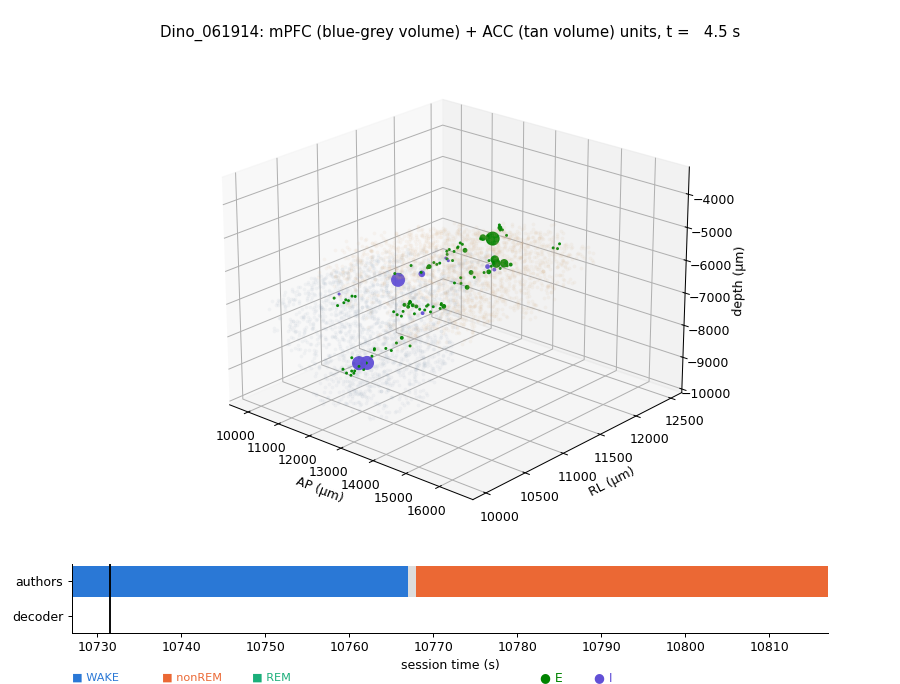 Dino_061914: mPFC (blue-grey volume) + ACC (tan volume) units, t =   4.5 s
−4000
−5000
−6000
−7000
−8000
−9000
−10000
depth (μm)
10000
11000
12000
13000
14000
15000
16000
AP (μm)
10000
10500
11000
11500
12000
12500
RL (μm)
authors
decoder
10730
10740
10750
10760
10770
10780
10790
10800
10810
session time (s)
WAKE
nonREM
REM
E
I